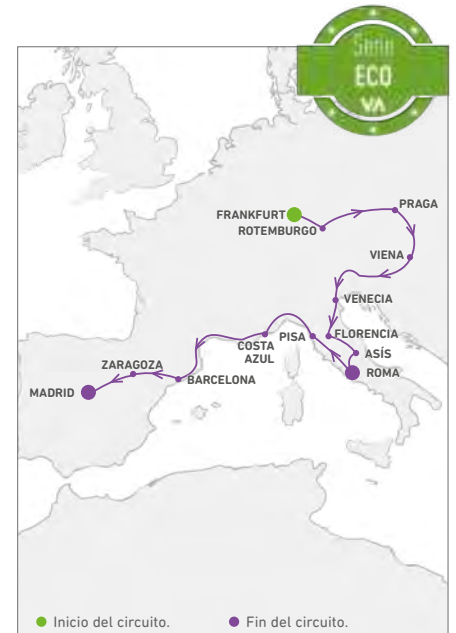 Serie
ECO
VA
PRAGA
FRANKFURT
ROTEMBURGO
VIENA
VENECIA
FLORENCIA
PISA
COSTA
AZUL
ASÍS
ROMA
ZARAGOZA
BARCELONA
MADRID
Inicio del circuito.
Fin del circuito.